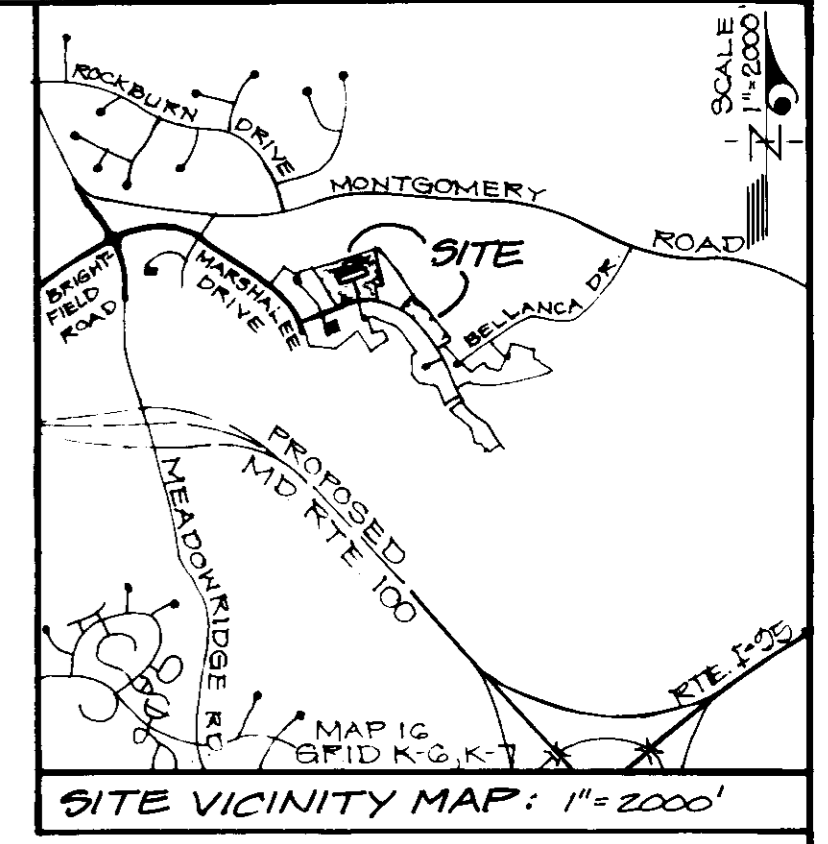 SCALE
1"=2000'
N
ROCKBURN
DRIVE
MONTGOMERY
ROAD
SITE
BRIGHT-
FIELD
ROAD
MARSHALEE
DRIVE
BELLANCA DR.
PROPOSED
MD RTE. 100
MEADOWRIDGE RD
RTE. I-95
MAP 16
GRID K-6, K-7
SITE VICINITY MAP: 1"=2000'